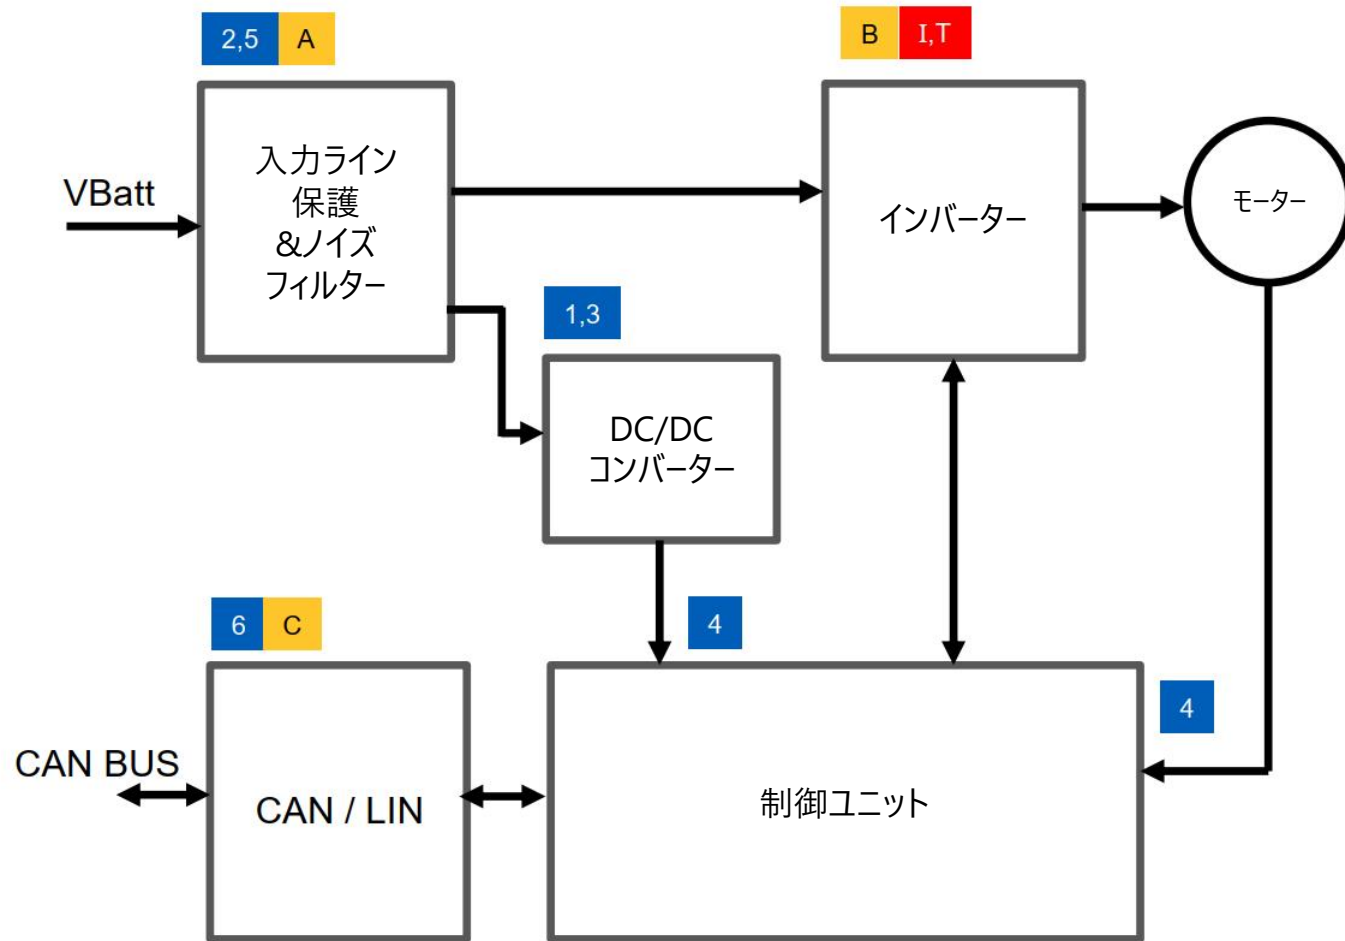 2,5 A
B I,T
入力ライン
保護
&ノイズ
フィルター
VBatt
インバーター
モーター
1,3
DC/DC
コンバーター
6 C
4
4
CAN BUS
CAN / LIN
制御ユニット